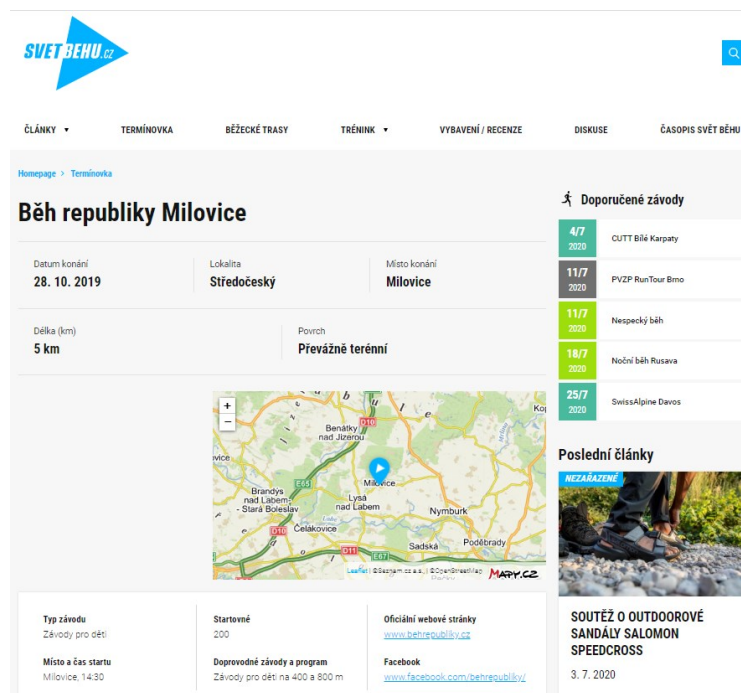 SVETBEHU.CZ
ČLÁNKY ▼ TERMÍNOVKA BĚŽECKÉ TRASY TRÉNINK ▼ VYBAVENÍ / RECENZE DISKUSE ČASOPIS SVĚT BĚHU
Homepage > Termínovka
Běh republiky Milovice
Datum konání Lokalita Místo konání
28. 10. 2019 Středočeský Milovice
Délka (km) Povrch
5 km Převážně terénní
+
−
Benátky
nad Jizerou
D10
E65
Milovice
Brandýs
nad Labem-
- Stará Boleslav
Lysá
nad Labem
Nymburk
D10
Čelákovice
Sadská
Poděbrady
D11
E67
Leaflet | ©Seznam.cz a.s., | ©OpenStreetMap
MAPY.CZ
Typ závodu Startovné Oficiální webové stránky
Závody pro děti 200 www.behrepubliky.cz
Místo a čas startu Doprovodné závody a program Facebook
Milovice, 14:30 Závody pro děti na 400 a 800 m www.facebook.com/behrepubliky/
Doporučené závody
4/7
2020
CUTT Bílé Karpaty
11/7
2020
PVZP RunTour Brno
11/7
2020
Nespecký běh
18/7
2020
Noční běh Rusava
25/7
2020
SwissAlpine Davos
Poslední články
NEZAŘAZENÉ
SOUTĚŽ O OUTDOOROVÉ
SANDÁLY SALOMON
SPEEDCROSS
3. 7. 2020